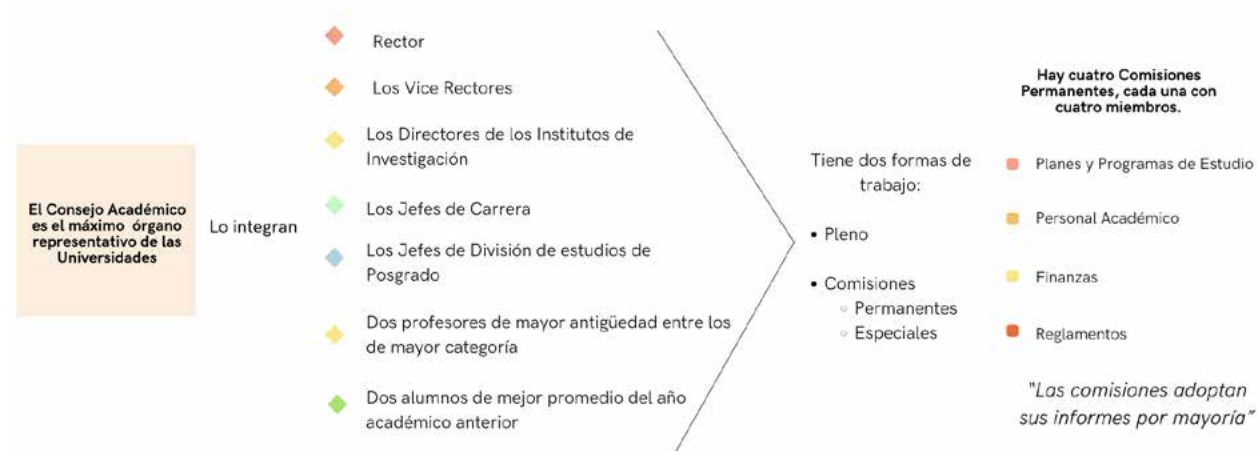 El Consejo Académico
es el máximo órgano
representativo de las
Universidades
Lo integran
Rector
Los Vice Rectores
Los Directores de los Institutos de
Investigación
Los Jefes de Carrera
Los Jefes de División de estudios de
Posgrado
Dos profesores de mayor antigüedad entre los
de mayor categoría
Dos alumnos de mejor promedio del año
académico anterior
Tiene dos formas de
trabajo:
• Pleno
• Comisiones
◦ Permanentes
◦ Especiales
Hay cuatro Comisiones
Permanentes, cada una con
cuatro miembros.
Planes y Programas de Estudio
Personal Académico
Finanzas
Reglamentos
"Las comisiones adoptan
sus informes por mayoría"